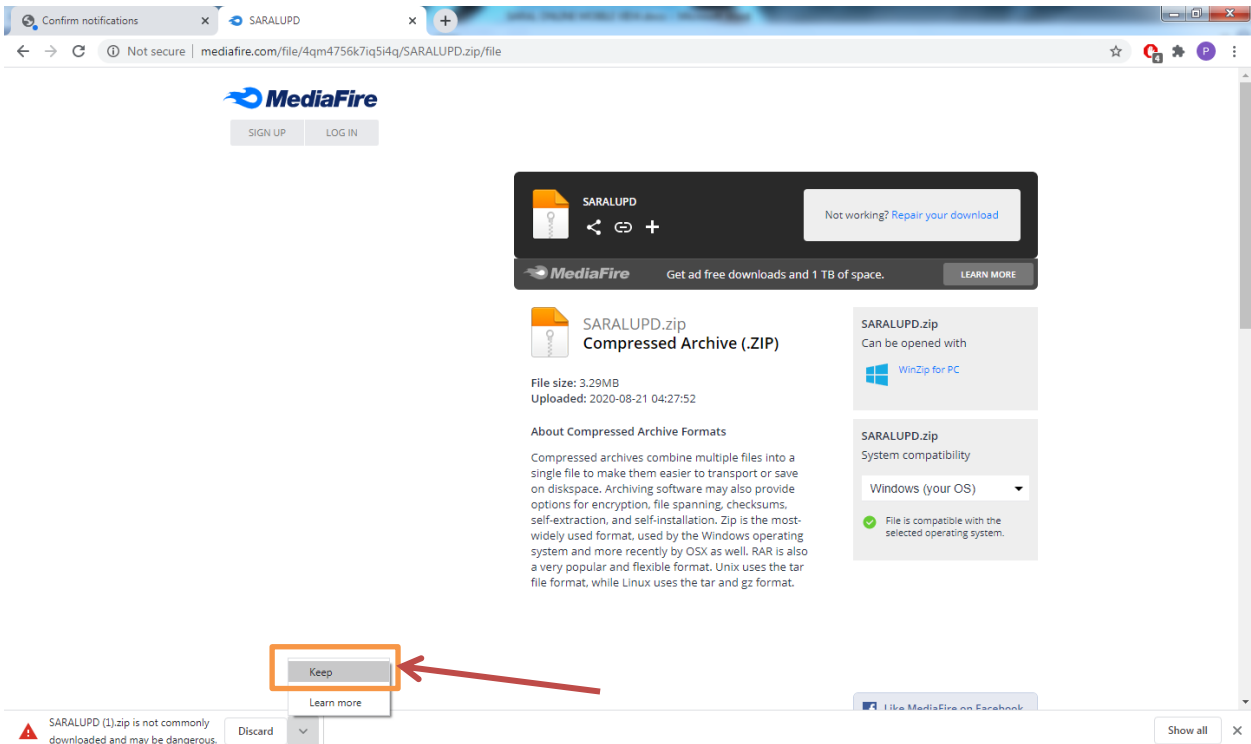 Confirm notifications
SARALUPD
Not secure
mediafire.com/file/4qm4756k7iq5i4q/SARALUPD.zip/file
4
P
MediaFire
SIGN UP
LOG IN
SARALUPD
Not working? Repair your download
MediaFire
Get ad free downloads and 1 TB of space.
LEARN MORE
SARALUPD.zip
Compressed Archive (.ZIP)
File size: 3.29MB
Uploaded: 2020-08-21 04:27:52
About Compressed Archive Formats
Compressed archives combine multiple files into a
single file to make them easier to transport or save
on diskspace. Archiving software may also provide
options for encryption, file spanning, checksums,
self-extraction, and self-installation. Zip is the most-
widely used format, used by the Windows operating
system and more recently by OSX as well. RAR is also
a very popular and flexible format. Unix uses the tar
file format, while Linux uses the tar and gz format.
SARALUPD.zip
Can be opened with
WinZip for PC
SARALUPD.zip
System compatibility
Windows (your OS)
File is compatible with the
selected operating system.
Keep
Learn more
Like MediaFire on Facebook
SARALUPD (1).zip is not commonly
downloaded and may be dangerous.
Discard
Show all